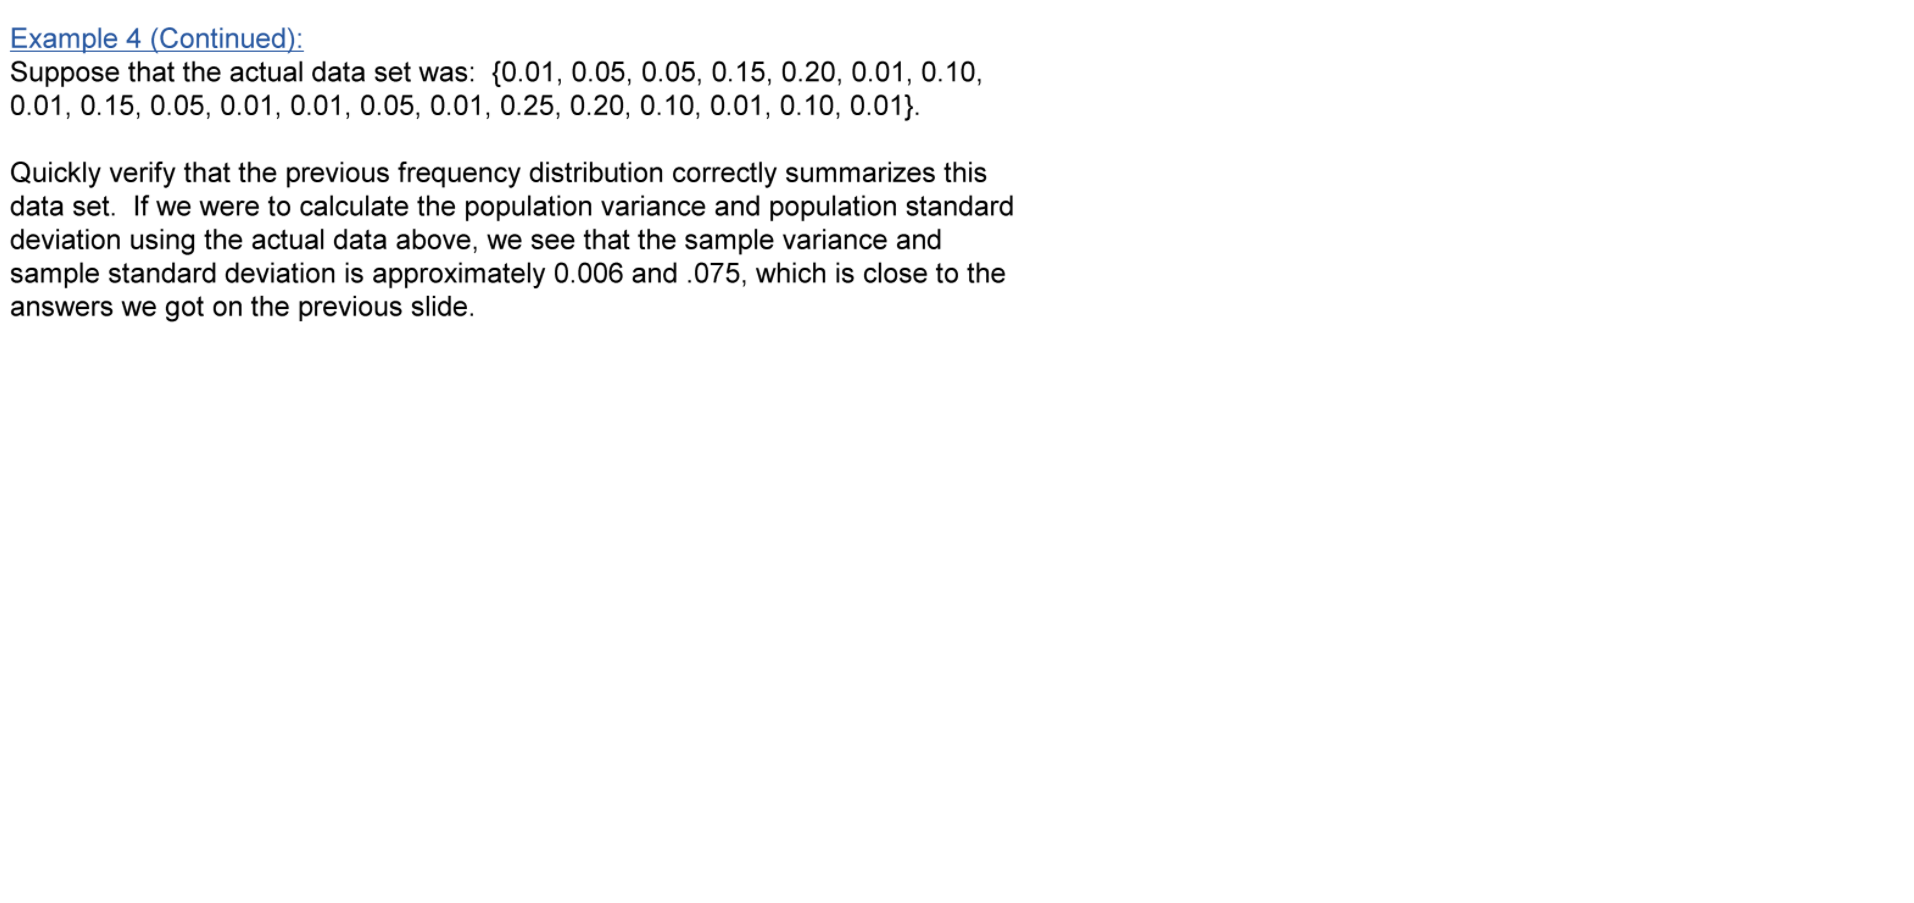 Example 4 (Continued):
Suppose that the actual data set was:  {0.01, 0.05, 0.05, 0.15, 0.20, 0.01, 0.10,
0.01, 0.15, 0.05, 0.01, 0.01, 0.05, 0.01, 0.25, 0.20, 0.10, 0.01, 0.10, 0.01}.
Quickly verify that the previous frequency distribution correctly summarizes this
data set.  If we were to calculate the population variance and population standard
deviation using the actual data above, we see that the sample variance and
sample standard deviation is approximately 0.006 and .075, which is close to the
answers we got on the previous slide.